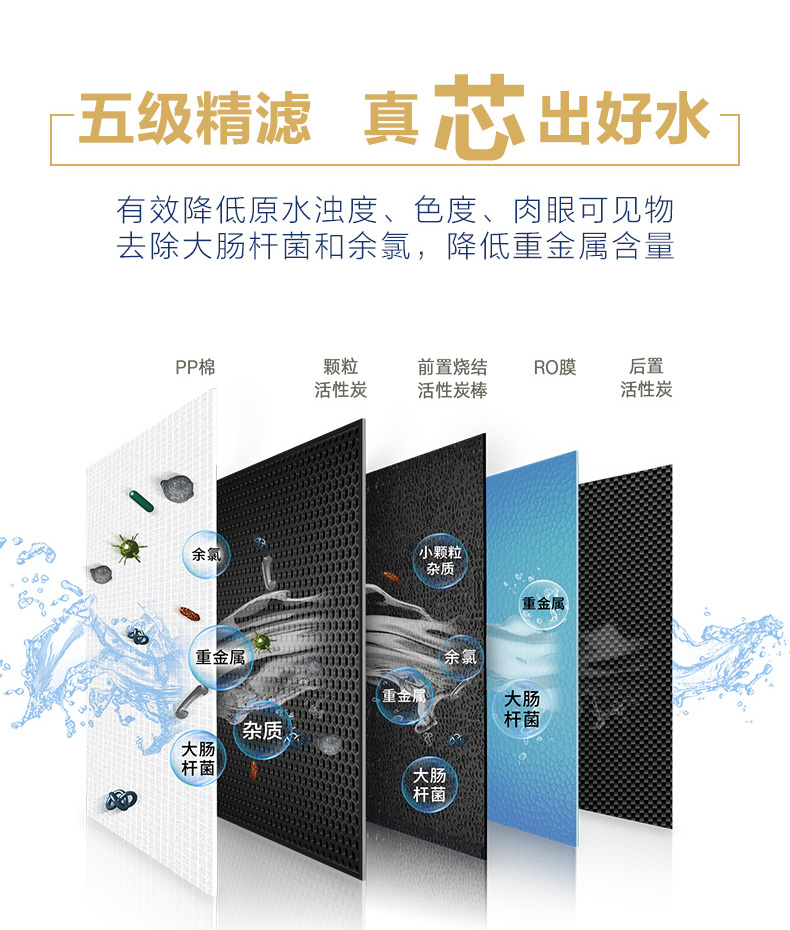 五级精滤 真芯出好水
有效降低原水浊度、色度、肉眼可见物
去除大肠杆菌和余氯，降低重金属含量
PP棉
颗粒
活性炭
前置烧结
活性炭棒
RO膜
后置
活性炭
余氯
重金属
杂质
大肠
杆菌
小颗粒
杂质
余氯
重金属
大肠
杆菌
重金属
大肠
杆菌